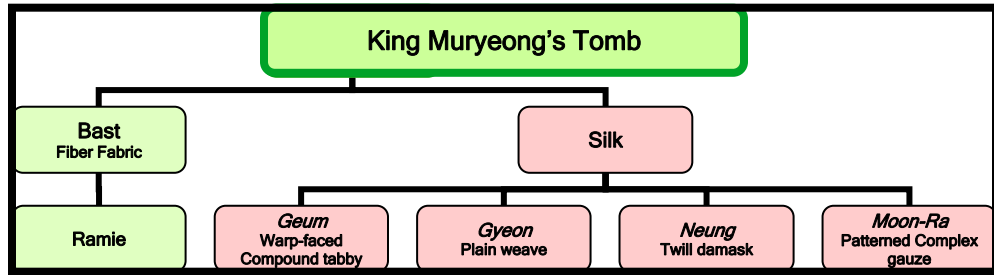 King Muryeong's Tomb
Bast
Fiber Fabric
Silk
Ramie
Geum
Warp-faced
Compound tabby
Gyeon
Plain weave
Neung
Twill damask
Moon-Ra
Patterned Complex
gauze